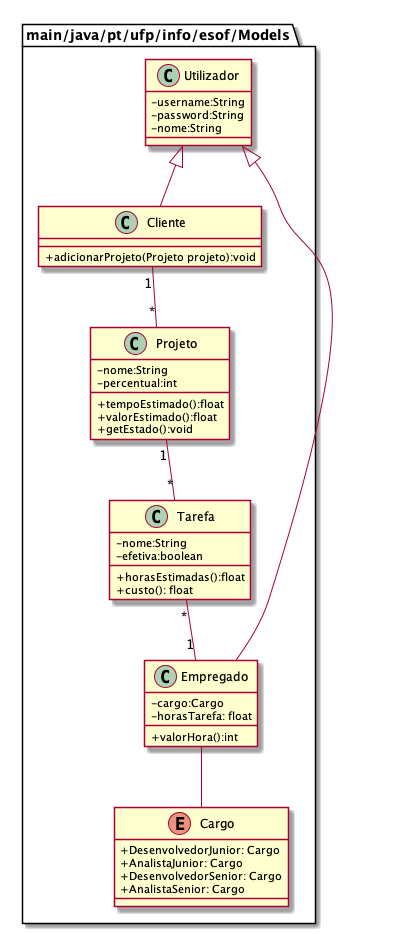 main/java/pt/ufp/info/esof/Models
C Utilizador
-username:String
-password:String
-nome:String
C Cliente
+adicionarProjeto(Projeto projeto):void
1
*
C Projeto
-nome:String
-percentual:int
+tempoEstimado():float
+valorEstimado():float
+getEstado():void
1
*
C Tarefa
-nome:String
-efetiva:boolean
+horasEstimadas():float
+custo(): float
*
1
C Empregado
-cargo:Cargo
-horasTarefa: float
+valorHora():int
E Cargo
+DesenvolvedorJunior: Cargo
+AnalistaJunior: Cargo
+DesenvolvedorSenior: Cargo
+AnalistaSenior: Cargo